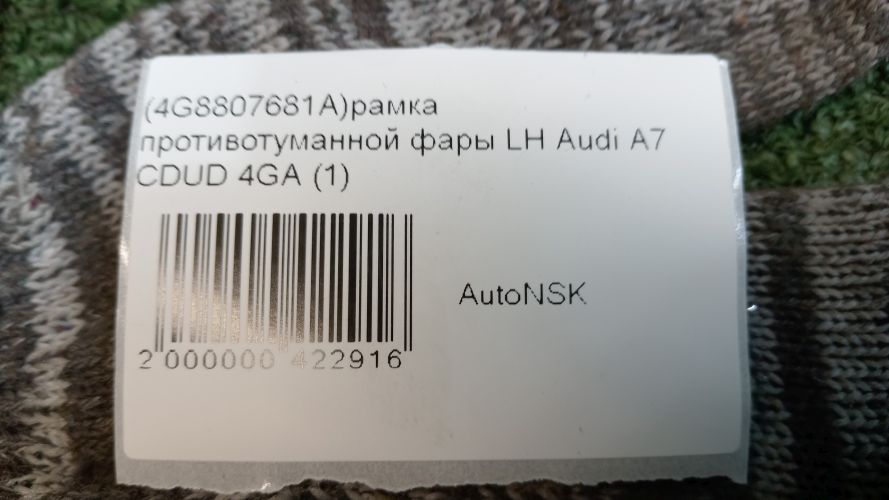 (4G8807681A)рамка
противотуманной фары LH Audi A7
CDUD 4GA (1)
AutoNSK
2 000000 422916